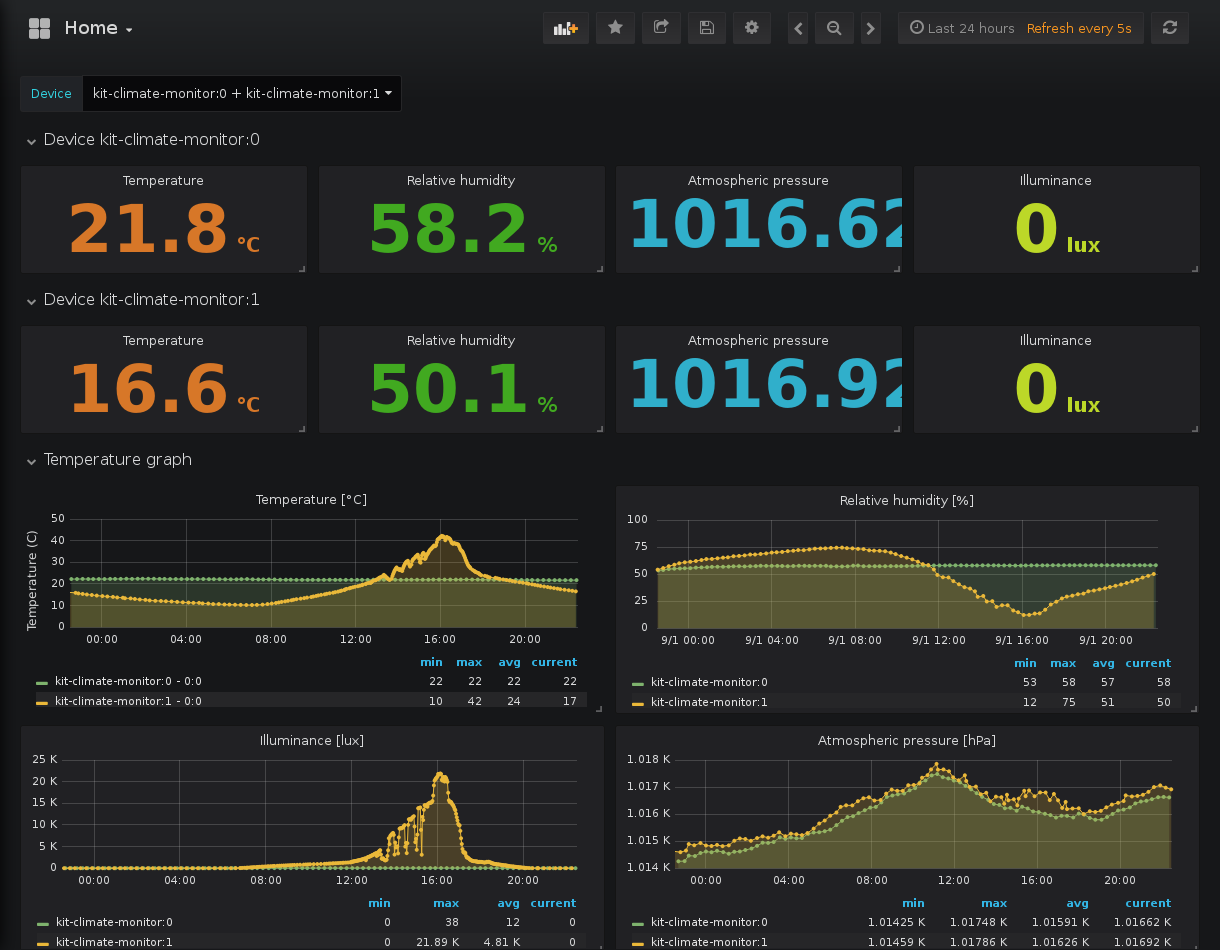 Home
Last 24 hours Refresh every 5s
Device kit-climate-monitor:0 + kit-climate-monitor:1
Device kit-climate-monitor:0
Temperature Relative humidity Atmospheric pressure Illuminance
21.8 °C 58.2 % 1016.62 0 lux
Device kit-climate-monitor:1
Temperature Relative humidity Atmospheric pressure Illuminance
16.6 °C 50.1 % 1016.92 0 lux
Temperature graph
Temperature [°C]
Temperature (C)
50
40
30
20
10
0
00:00 04:00 08:00 12:00 16:00 20:00
min max avg current
kit-climate-monitor:0 - 0:0 22 22 22 22
kit-climate-monitor:1 - 0:0 10 42 24 17
Relative humidity [%]
100
75
50
25
0
9/1 00:00 9/1 04:00 9/1 08:00 9/1 12:00 9/1 16:00 9/1 20:00
min max avg current
kit-climate-monitor:0 53 58 57 58
kit-climate-monitor:1 12 75 51 50
Illuminance [lux]
25 K
20 K
15 K
10 K
5 K
0
00:00 04:00 08:00 12:00 16:00 20:00
min max avg current
kit-climate-monitor:0 0 38 12 0
kit-climate-monitor:1 0 21.89 K 4.81 K 0
Atmospheric pressure [hPa]
1.018 K
1.017 K
1.016 K
1.015 K
1.014 K
00:00 04:00 08:00 12:00 16:00 20:00
min max avg current
kit-climate-monitor:0 1.01425 K 1.01748 K 1.01591 K 1.01662 K
kit-climate-monitor:1 1.01459 K 1.01786 K 1.01626 K 1.01692 K